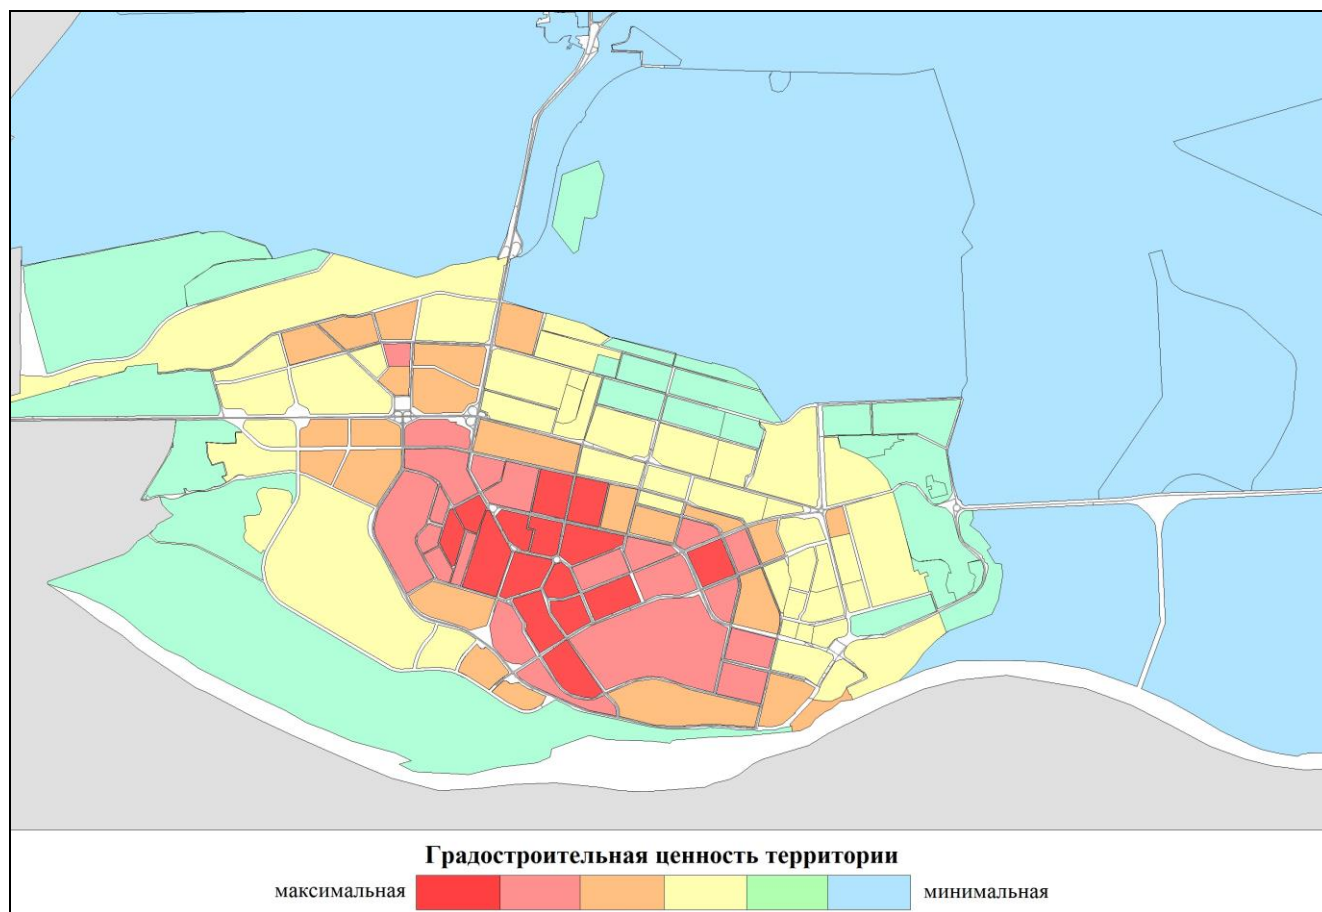 Градостроительная ценность территории
максимальная минимальная